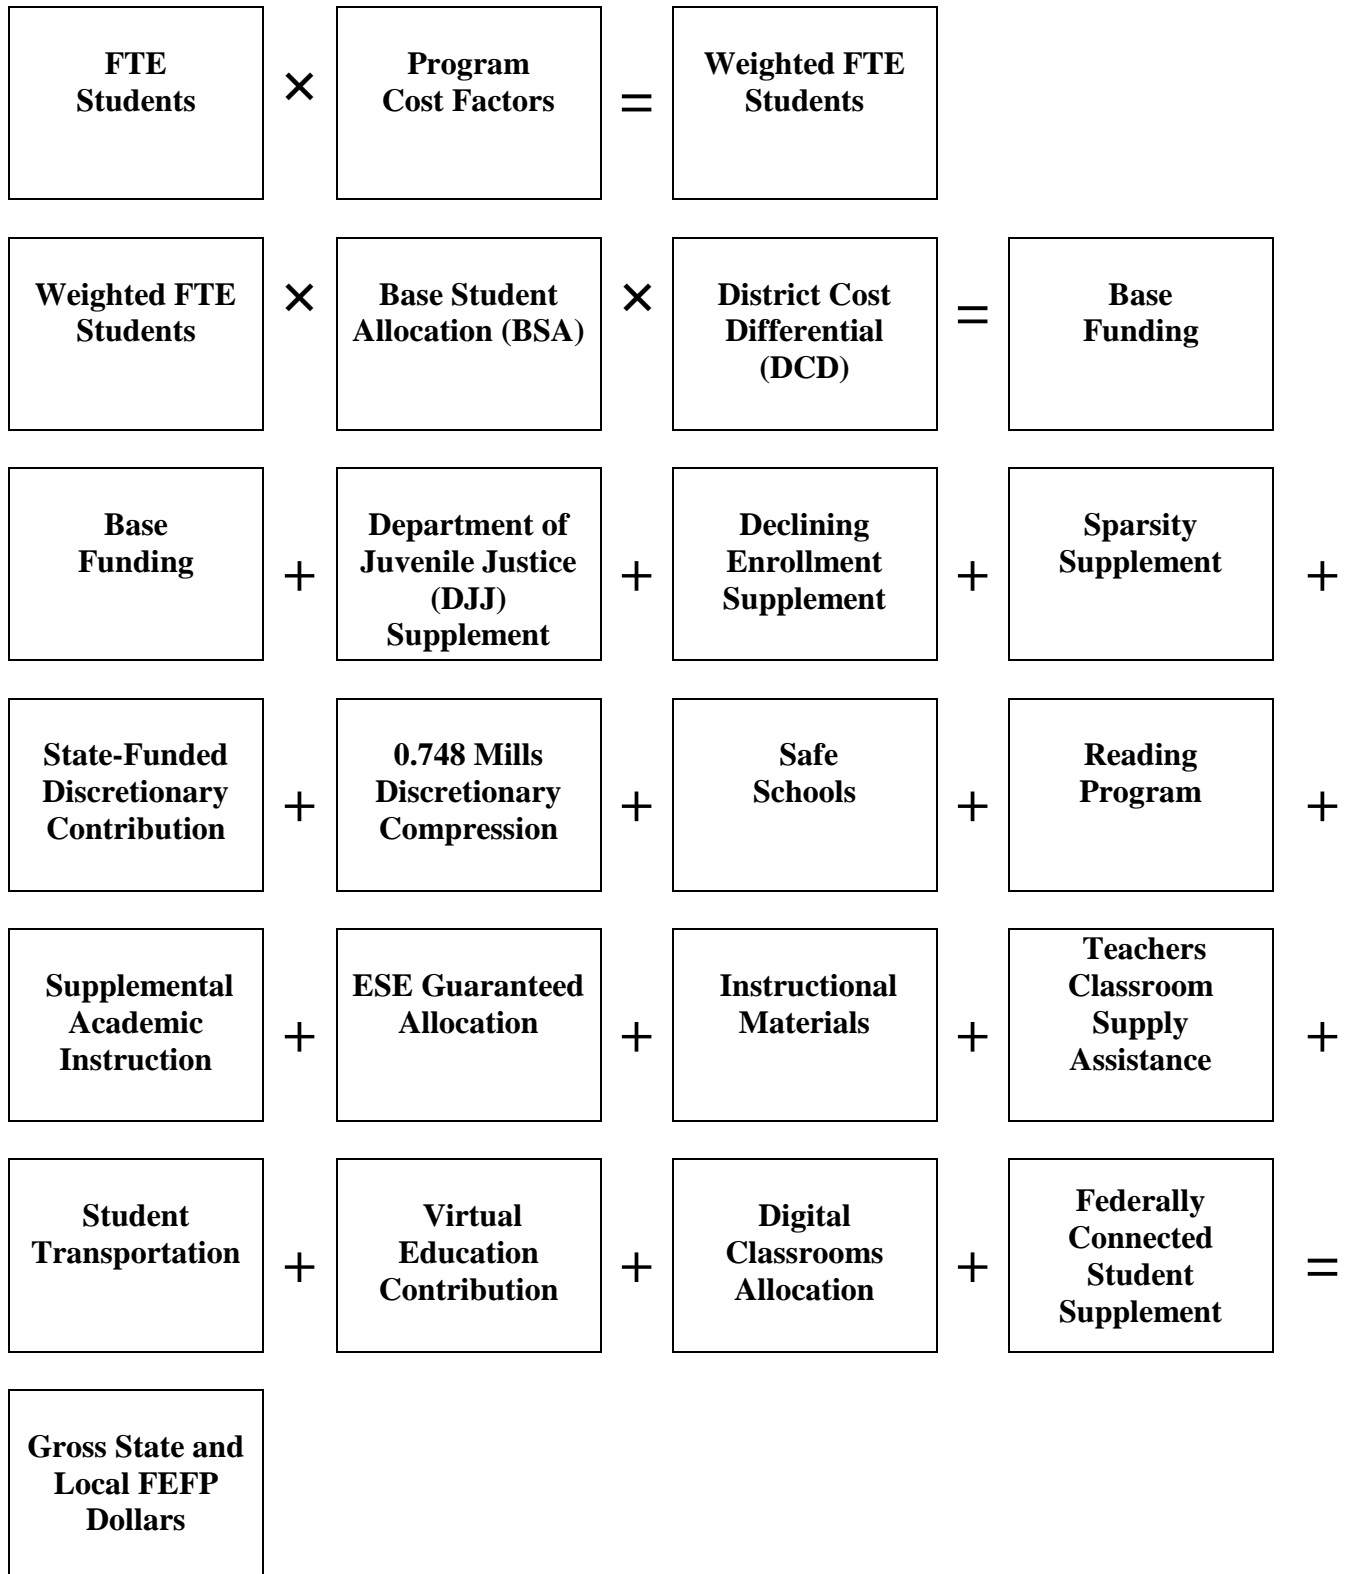 FTE
Students
×
Program
Cost Factors
=
Weighted FTE
Students
Weighted FTE
Students
×
Base Student
Allocation (BSA)
×
District Cost
Differential
(DCD)
=
Base
Funding
Base
Funding
+
Department of
Juvenile Justice
(DJJ)
Supplement
+
Declining
Enrollment
Supplement
+
Sparsity
Supplement
+
State-Funded
Discretionary
Contribution
+
0.748 Mills
Discretionary
Compression
+
Safe
Schools
+
Reading
Program
+
Supplemental
Academic
Instruction
+
ESE Guaranteed
Allocation
+
Instructional
Materials
+
Teachers
Classroom
Supply
Assistance
+
Student
Transportation
+
Virtual
Education
Contribution
+
Digital
Classrooms
Allocation
+
Federally
Connected
Student
Supplement
=
Gross State and
Local FEFP
Dollars